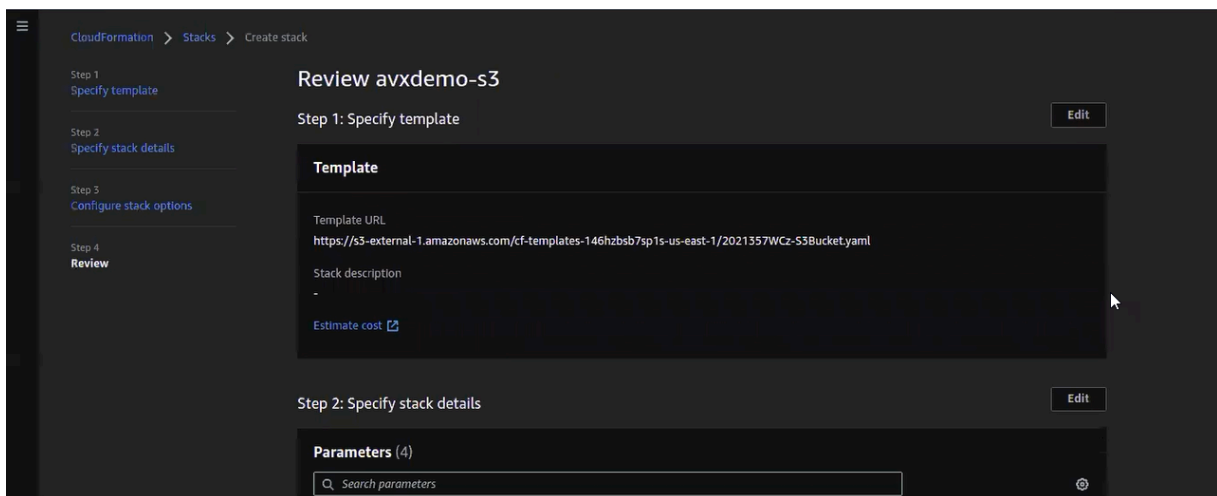 CloudFormation > Stacks > Create stack
Step 1
Specify template
Step 2
Specify stack details
Step 3
Configure stack options
Step 4
Review
Review avxdemo-s3
Step 1: Specify template
Edit
Template
Template URL
https://s3-external-1.amazonaws.com/cf-templates-146hzbsb7sp1s-us-east-1/2021357WCz-S3Bucket.yaml
Stack description
-
Estimate cost
Step 2: Specify stack details
Edit
Parameters (4)
Search parameters